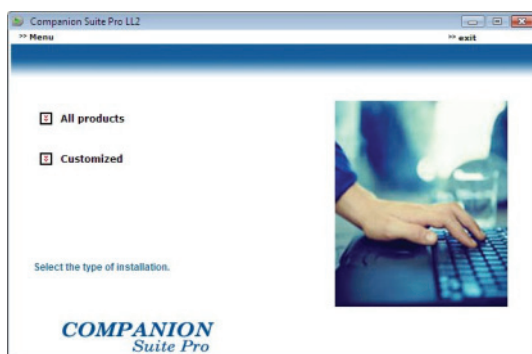 Companion Suite Pro LL2
>> Menu >> exit
All products
Customized
Select the type of installation.
COMPANION
Suite Pro